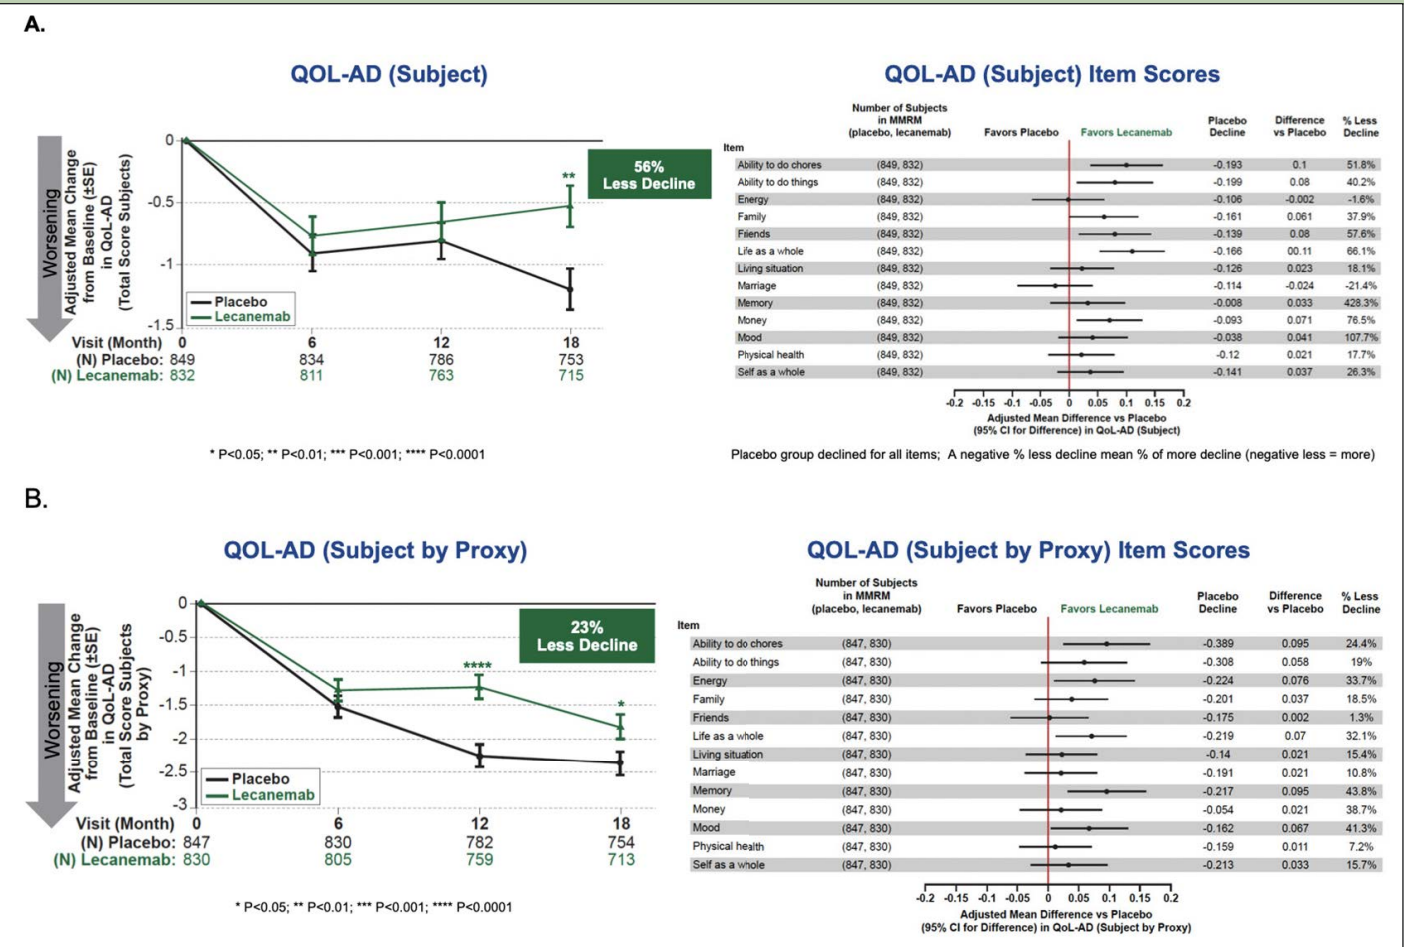 A.
QOL-AD (Subject)
Worsening
Adjusted Mean Change
from Baseline (±SE)
in QoL-AD
(Total Score Subjects)
0
-0.5
-1
-1.5
**
56%
Less Decline
Placebo
Lecanemab
0 6 12 18
Visit (Month)
(N) Placebo: 849 834 786 753
(N) Lecanemab: 832 811 763 715
* P<0.05; ** P<0.01; *** P<0.001; **** P<0.0001
QOL-AD (Subject) Item Scores
Number of Subjects
in MMRM
(placebo, lecanemab)
Favors Placebo
Favors Lecanemab
Placebo
Decline
Difference
vs Placebo
% Less
Decline
Item
Ability to do chores (849, 832) -0.193 0.1 51.8%
Ability to do things (849, 832) -0.199 0.08 40.2%
Energy (849, 832) -0.106 -0.002 -1.6%
Family (849, 832) -0.161 0.061 37.9%
Friends (849, 832) -0.139 0.08 57.6%
Life as a whole (849, 832) -0.166 00.11 66.1%
Living situation (849, 832) -0.126 0.023 18.1%
Marriage (849, 832) -0.114 -0.024 -21.4%
Memory (849, 832) -0.008 0.033 428.3%
Money (849, 832) -0.093 0.071 76.5%
Mood (849, 832) -0.038 0.041 107.7%
Physical health (849, 832) -0.12 0.021 17.7%
Self as a whole (849, 832) -0.141 0.037 26.3%
-0.2 -0.15 -0.1 -0.05 0 0.05 0.1 0.15 0.2
Adjusted Mean Difference vs Placebo
(95% CI for Difference) in QoL-AD (Subject)
Placebo group declined for all items; A negative % less decline mean % of more decline (negative less = more)
B.
QOL-AD (Subject by Proxy)
Worsening
Adjusted Mean Change
from Baseline (±SE)
in QoL-AD
(Total Score Subjects
by Proxy)
0
-0.5
-1
-1.5
-2
-2.5
-3
****
*
23%
Less Decline
Placebo
Lecanemab
0 6 12 18
Visit (Month)
(N) Placebo: 847 830 782 754
(N) Lecanemab: 830 805 759 713
* P<0.05; ** P<0.01; *** P<0.001; **** P<0.0001
QOL-AD (Subject by Proxy) Item Scores
Number of Subjects
in MMRM
(placebo, lecanemab)
Favors Placebo
Favors Lecanemab
Placebo
Decline
Difference
vs Placebo
% Less
Decline
Item
Ability to do chores (847, 830) -0.389 0.095 24.4%
Ability to do things (847, 830) -0.308 0.058 19%
Energy (847, 830) -0.224 0.076 33.7%
Family (847, 830) -0.201 0.037 18.5%
Friends (847, 830) -0.175 0.002 1.3%
Life as a whole (847, 830) -0.219 0.07 32.1%
Living situation (847, 830) -0.14 0.021 15.4%
Marriage (847, 830) -0.191 0.021 10.8%
Memory (847, 830) -0.217 0.095 43.8%
Money (847, 830) -0.054 0.021 38.7%
Mood (847, 830) -0.162 0.067 41.3%
Physical health (847, 830) -0.159 0.011 7.2%
Self as a whole (847, 830) -0.213 0.033 15.7%
-0.2 -0.15 -0.1 -0.05 0 0.05 0.1 0.15 0.2
Adjusted Mean Difference vs Placebo
(95% CI for Difference) in QoL-AD (Subject by Proxy)